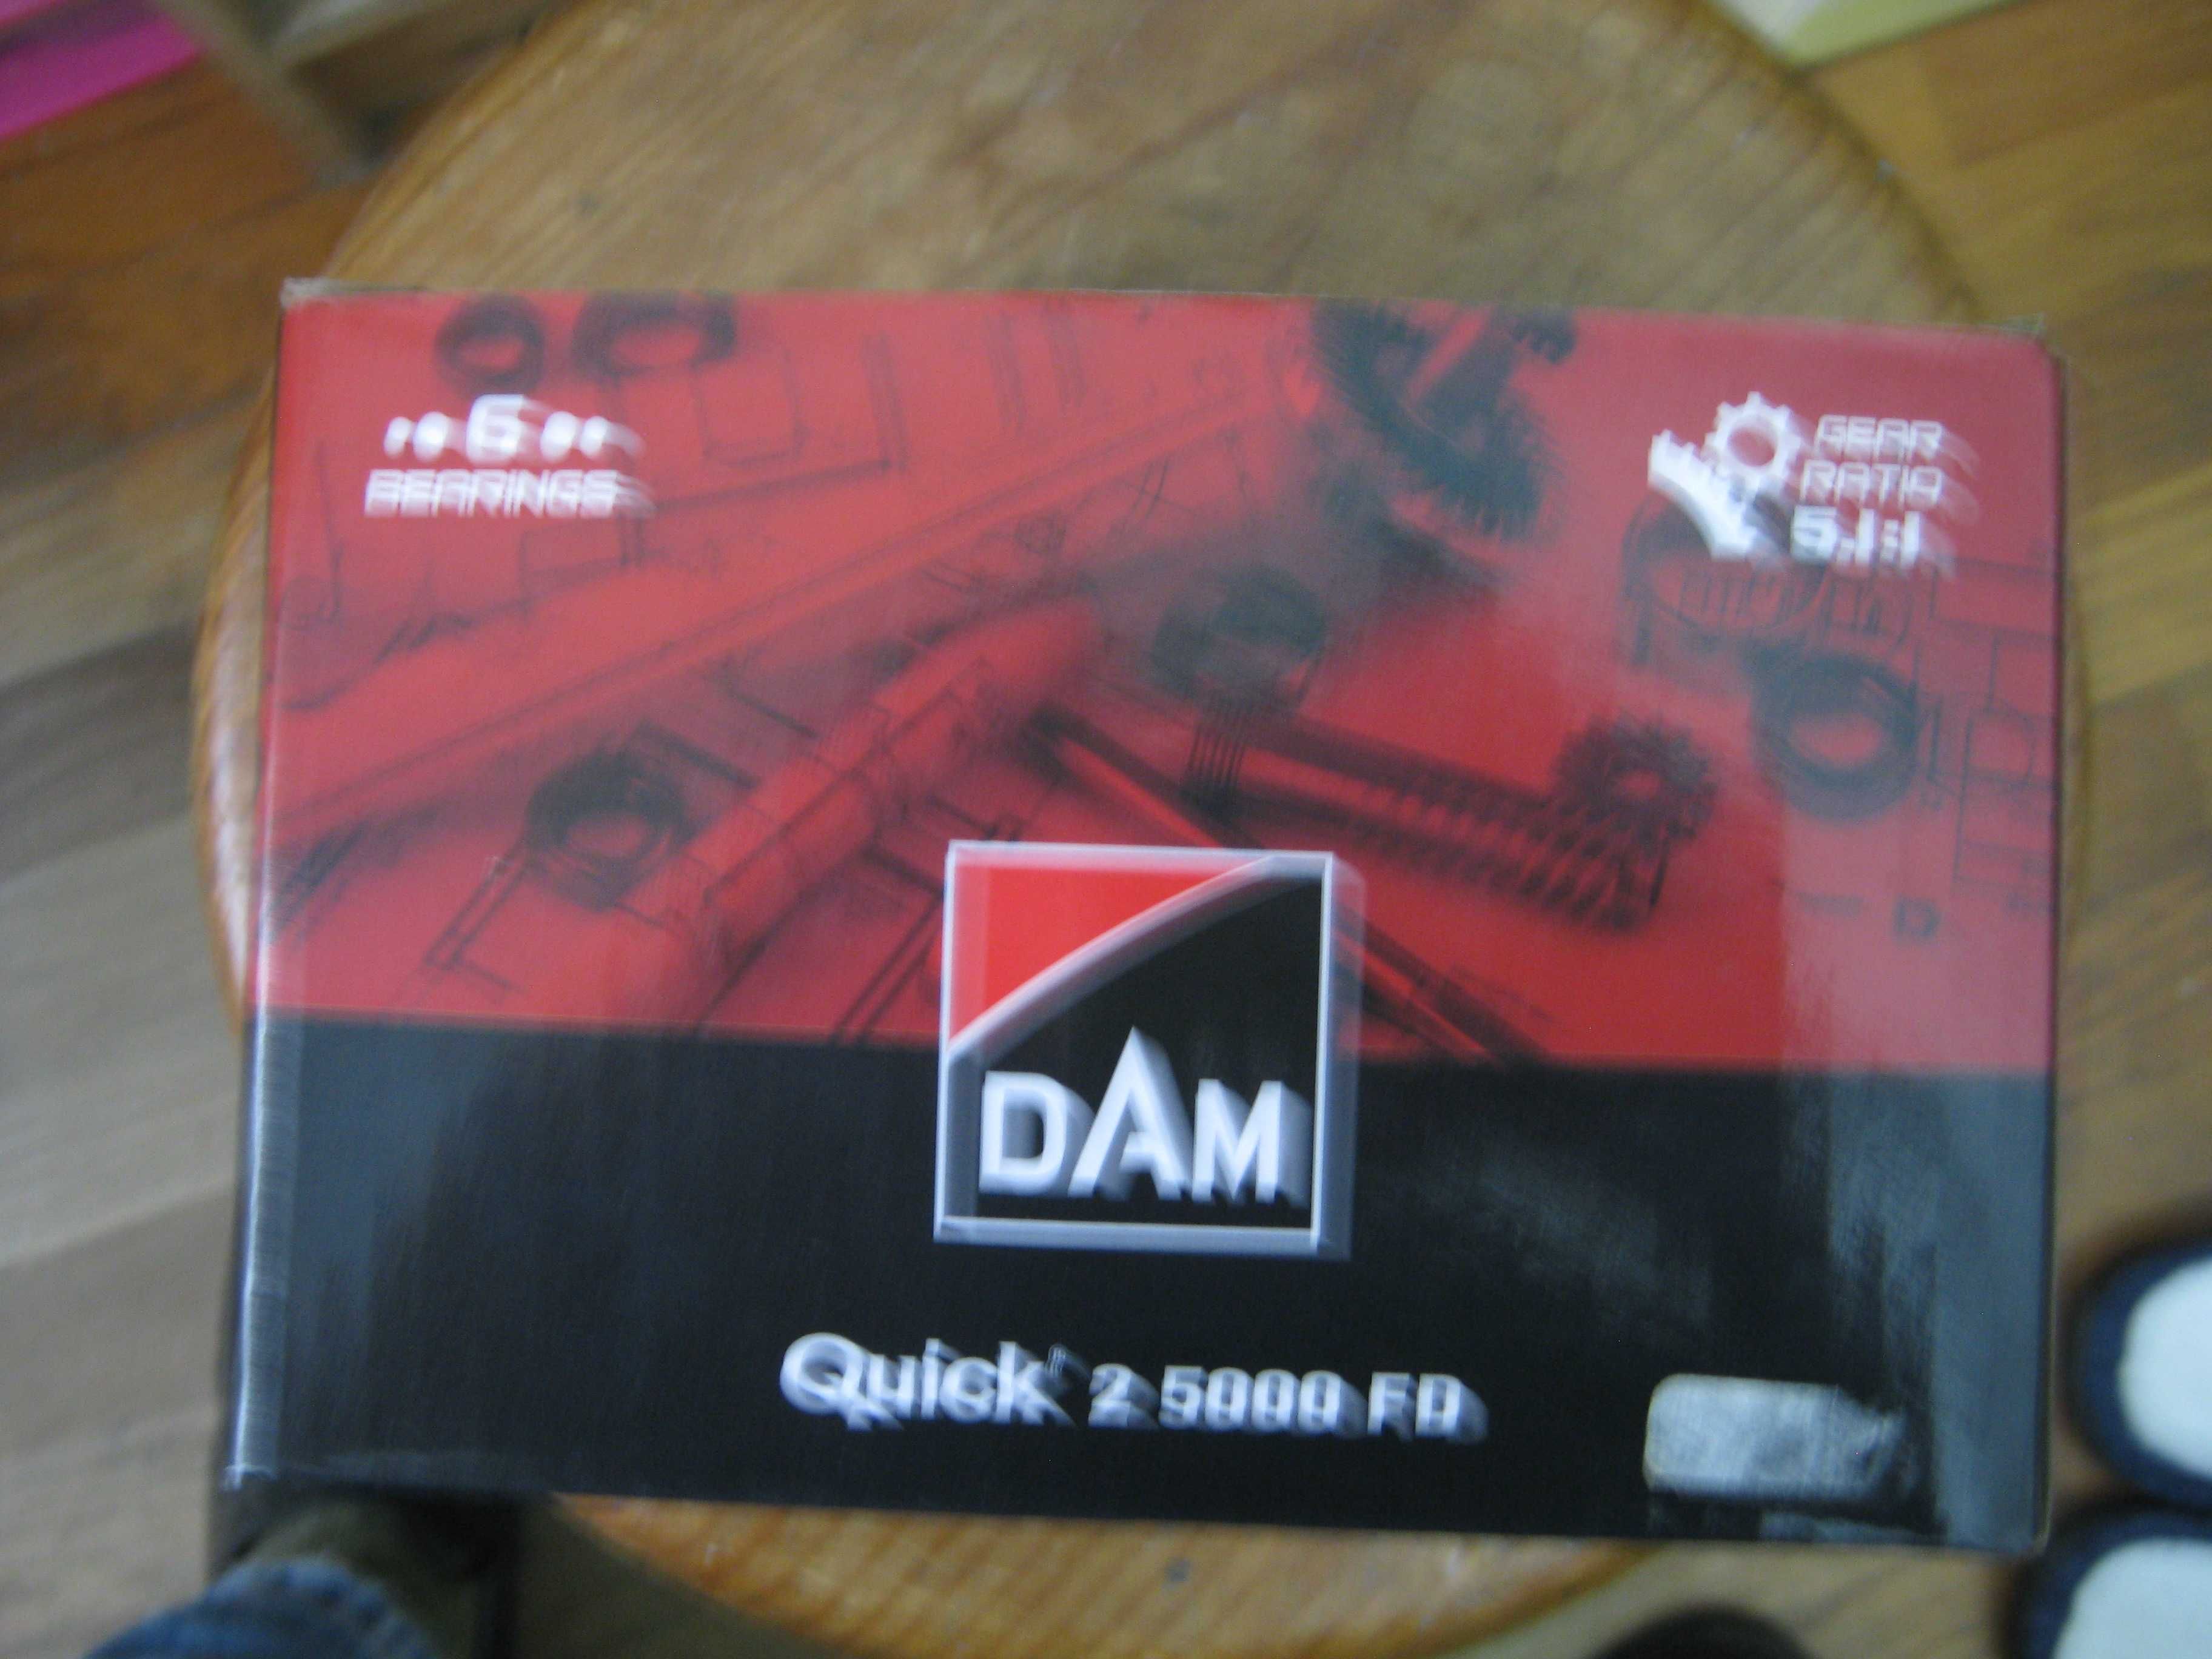 6
BEARINGS
GEAR
RATIO
5.1:1
DAM
Quick® 2 5000 FD